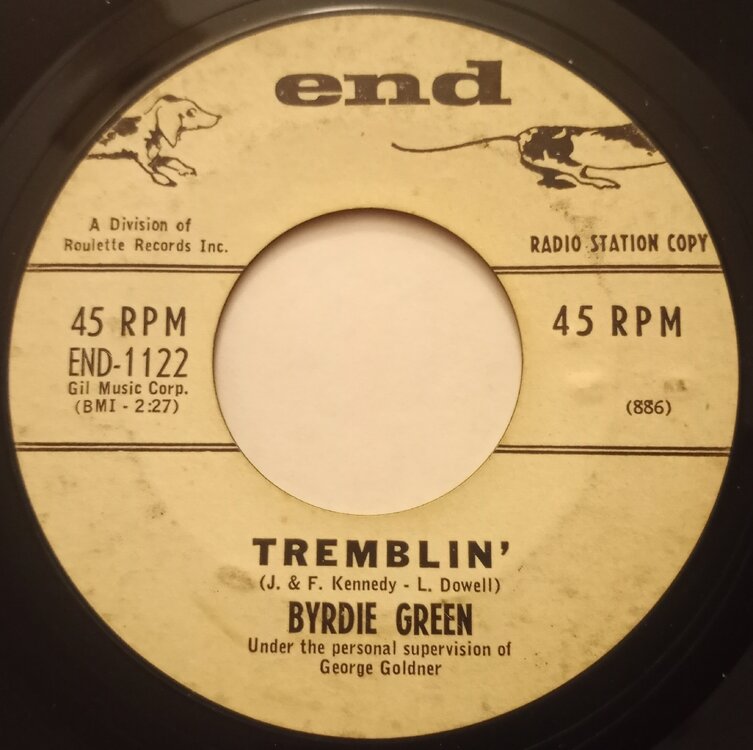 end
A Division of
Roulette Records Inc.
RADIO STATION COPY
45 RPM
END-1122
Gil Music Corp.
(BMI - 2:27)
45 RPM
(886)
TREMBLIN'
(J. & F. Kennedy - L. Dowell)
BYRDIE GREEN
Under the personal supervision of
George Goldner